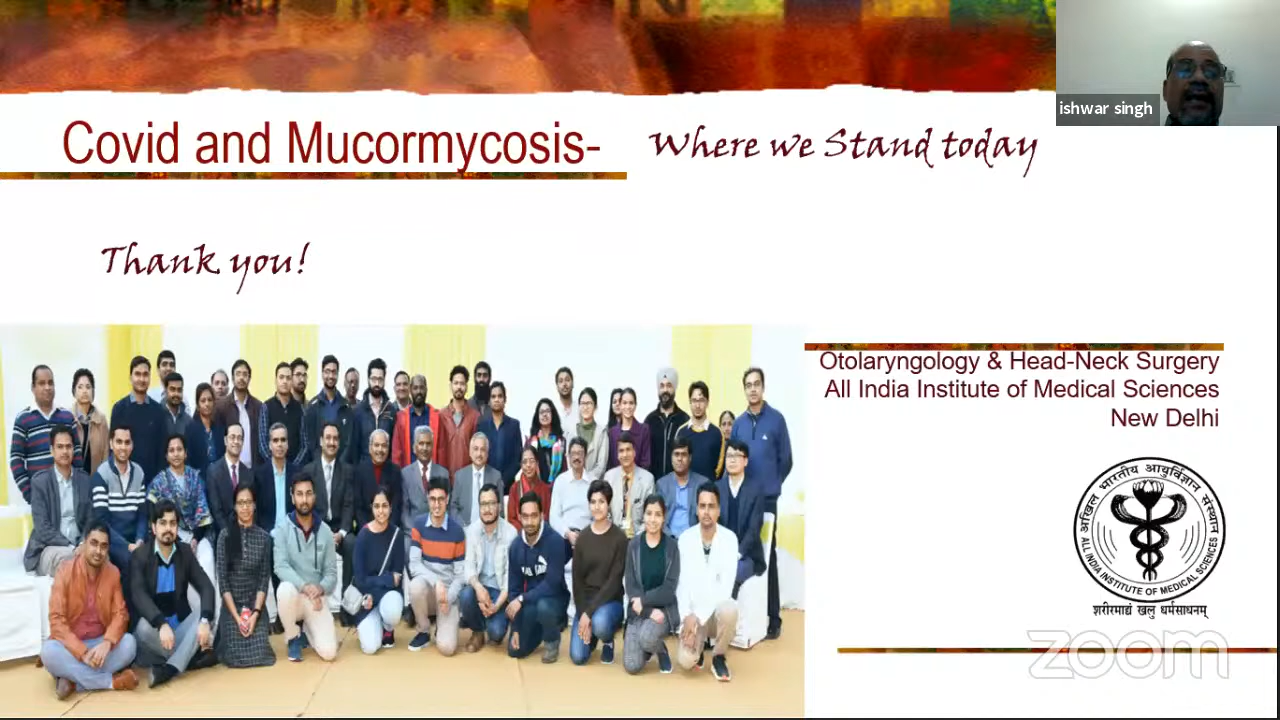 ishwar singh
Covid and Mucormycosis-
Where we Stand today
Thank you!
Otolaryngology & Head-Neck Surgery
All India Institute of Medical Sciences
New Delhi
अखिल भारतीय आयुर्विज्ञान संस्थान
ALL INDIA INSTITUTE OF MEDICAL SCIENCES
शरीरमाद्यं खलु धर्मसाधनम्
zoom